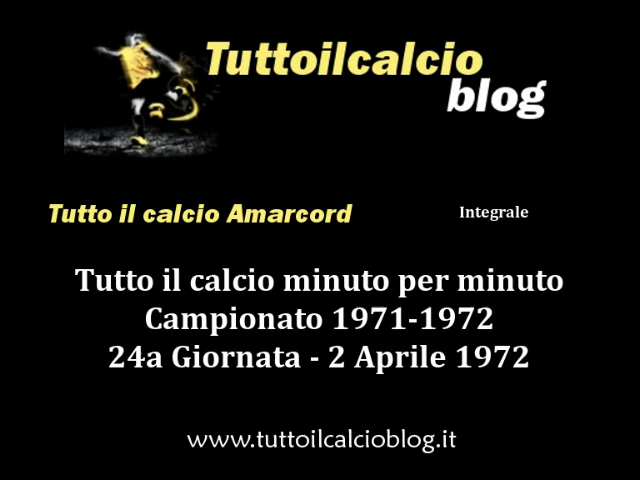 Tuttoilcalcio
blog
Tutto il calcio Amarcord
Integrale
Tutto il calcio minuto per minuto
Campionato 1971-1972
24a Giornata - 2 Aprile 1972
www.tuttoilcalcioblog.it